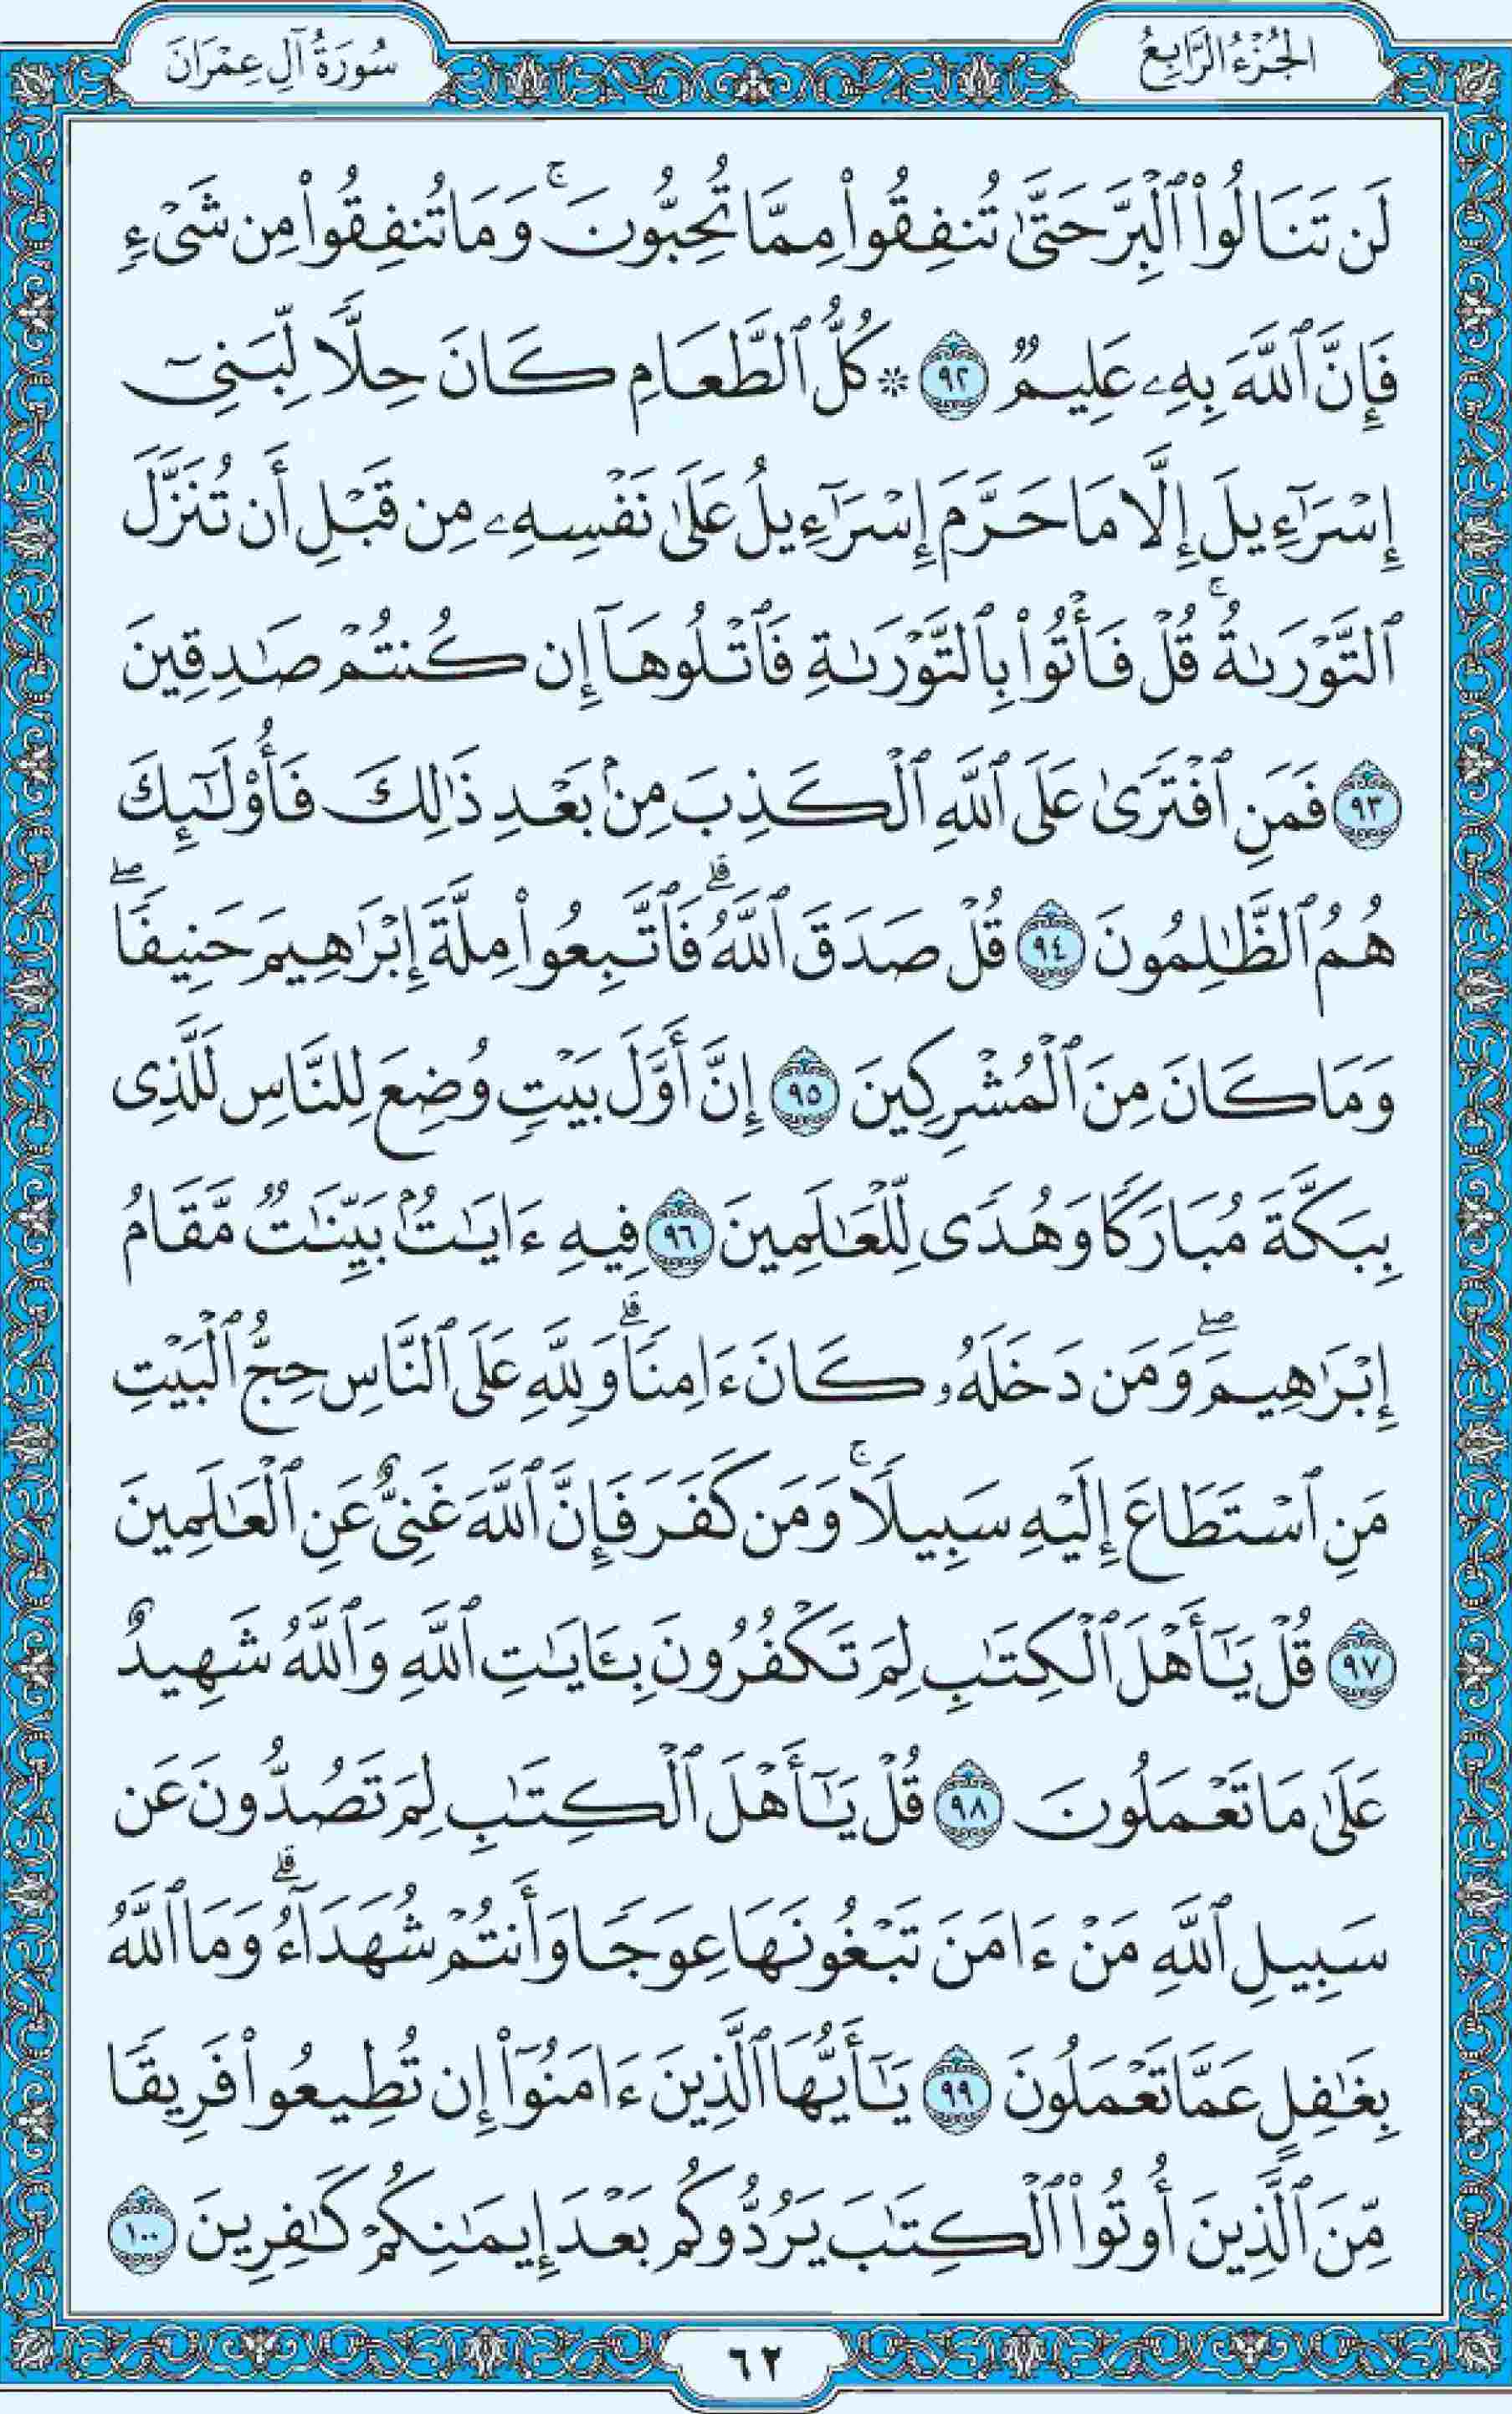 الجُزْءُ الرَّابِعُ
سُورَةُ آلِ عِمْرَانَ
لَن تَنَالُوا۟ ٱلْبِرَّ حَتَّىٰ تُنفِقُوا۟ مِمَّا تُحِبُّونَ ۚ وَمَا تُنفِقُوا۟ مِن شَىْءٍ
فَإِنَّ ٱللَّهَ بِهِۦ عَلِيمٌ ٩٢ ۞ كُلُّ ٱلطَّعَامِ كَانَ حِلًّا لِّبَنِىٓ
إِسْرَٰٓءِيلَ إِلَّا مَا حَرَّمَ إِسْرَٰٓءِيلُ عَلَىٰ نَفْسِهِۦ مِن قَبْلِ أَن تُنَزَّلَ
ٱلتَّوْرَىٰةُ ۗ قُلْ فَأْتُوا۟ بِٱلتَّوْرَىٰةِ فَٱتْلُوهَآ إِن كُنتُمْ صَٰدِقِينَ
٩٣ فَمَنِ ٱفْتَرَىٰ عَلَى ٱللَّهِ ٱلْكَذِبَ مِنۢ بَعْدِ ذَٰلِكَ فَأُو۟لَٰٓئِكَ
هُمُ ٱلظَّٰلِمُونَ ٩٤ قُلْ صَدَقَ ٱللَّهُ ۗ فَٱتَّبِعُوا۟ مِلَّةَ إِبْرَٰهِيمَ حَنِيفًا ۖ
وَمَا كَانَ مِنَ ٱلْمُشْرِكِينَ ٩٥ إِنَّ أَوَّلَ بَيْتٍ وُضِعَ لِلنَّاسِ لَلَّذِى
بِبَكَّةَ مُبَارَكًا وَهُدًى لِّلْعَٰلَمِينَ ٩٦ فِيهِ ءَايَٰتٌۢ بَيِّنَٰتٌ مَّقَامُ
إِبْرَٰهِيمَ ۖ وَمَن دَخَلَهُۥ كَانَ ءَامِنًا ۗ وَلِلَّهِ عَلَى ٱلنَّاسِ حِجُّ ٱلْبَيْتِ
مَنِ ٱسْتَطَاعَ إِلَيْهِ سَبِيلًا ۚ وَمَن كَفَرَ فَإِنَّ ٱللَّهَ غَنِىٌّ عَنِ ٱلْعَٰلَمِينَ
٩٧ قُلْ يَٰٓأَهْلَ ٱلْكِتَٰبِ لِمَ تَكْفُرُونَ بِـَٔايَٰتِ ٱللَّهِ وَٱللَّهُ شَهِيدٌ
عَلَىٰ مَا تَعْمَلُونَ ٩٨ قُلْ يَٰٓأَهْلَ ٱلْكِتَٰبِ لِمَ تَصُدُّونَ عَن
سَبِيلِ ٱللَّهِ مَنْ ءَامَنَ تَبْغُونَهَا عِوَجًا وَأَنتُمْ شُهَدَآءُ ۗ وَمَا ٱللَّهُ
بِغَٰفِلٍ عَمَّا تَعْمَلُونَ ٩٩ يَٰٓأَيُّهَا ٱلَّذِينَ ءَامَنُوٓا۟ إِن تُطِيعُوا۟ فَرِيقًا
مِّنَ ٱلَّذِينَ أُوتُوا۟ ٱلْكِتَٰبَ يَرُدُّوكُم بَعْدَ إِيمَٰنِكُمْ كَٰفِرِينَ ١٠٠
٦٢